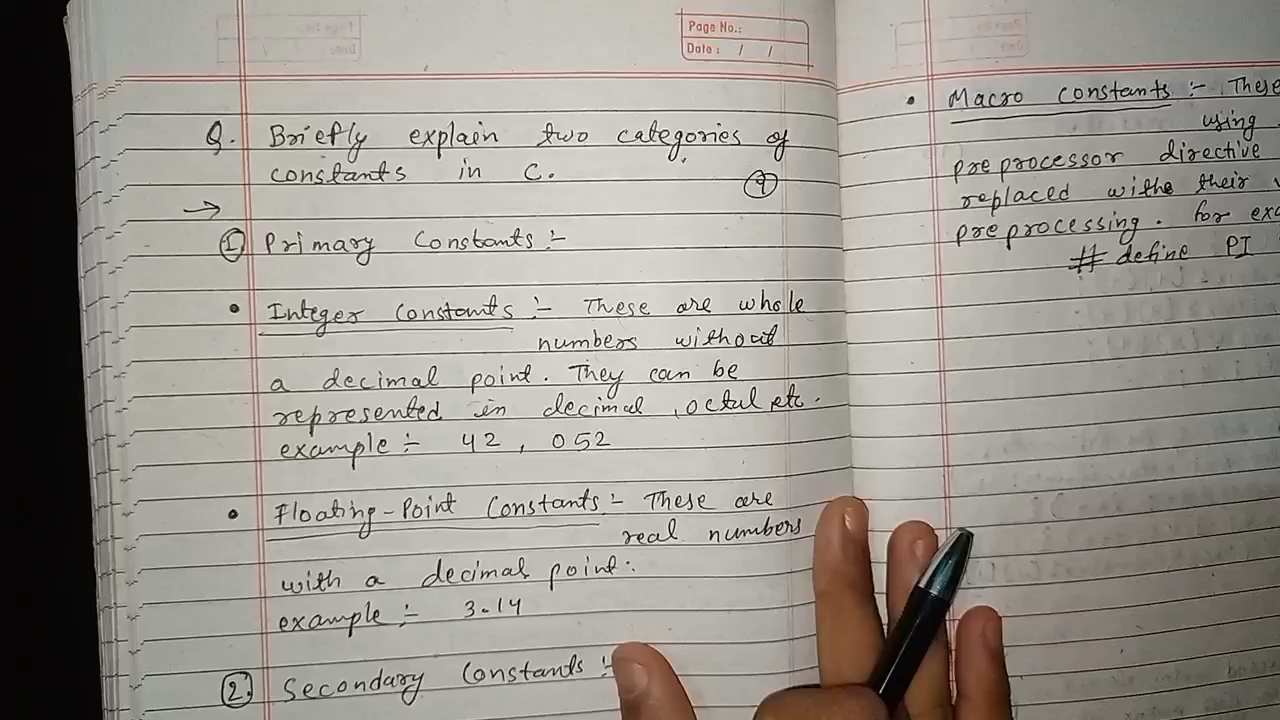 Page No.:
Date : / /
Q. Briefly explain two categories of
constants in C.
→
① Primary Constants :-
• Integer Constants :- These are whole
numbers without
a decimal point. They can be
represented in decimal, octal etc.
example :- 42, 052
• Floating-Point Constants :- These are
real numbers
with a decimal point.
example :- 3.14
②. Secondary Constants :-
• Macro constants :- These
using
preprocessor directive
replaced withe their
preprocessing. for
# define PI